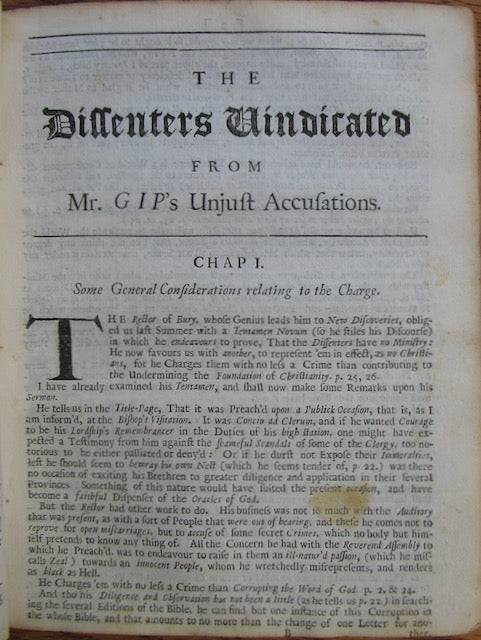 THE
Diſſenters Vindicated
FROM
Mr. GIP's Unjuſt Accuſations.
CHAP I.
Some General Conſiderations relating to the Charge.
THE Rector of Bury, whoſe Genius leads him to New Diſcoveries, oblig-
ed us laſt Summer with a Tentamen Novum (ſo he ſtiles his Diſcourſe)
in which he endeavours to prove, That the Diſſenters have no Miniſtry:
He now favours us with another, to repreſent 'em in effect, as no Chriſti-
ans, for he Charges them with no leſs a Crime than contributing to
the Undermining the Foundation of Chriſtianity. p. 25, 26.
I have already examined his Tentamen, and ſhall now make ſome Remarks upon his
Sermon.
He tells us in the Title-Page, That it was Preach'd upon a Publick Occaſion, that is, as I
am inform'd, at the Biſhop's Viſitation. It was Concio ad Clerum, and if he wanted Courage
to be his Lordſhip's Remembrancer in the Duties of his high Station, one might have ex-
pected a Teſtimony from him againſt the ſhameful Scandals of ſome of the Clergy, too no-
torious to be either palliated or deny'd: Or if he durſt not Expoſe their Immoralties,
leſt he ſhould ſeem to bewray his own Neſt (which he ſeems tender of, p. 22.) was there
no occaſion of exciting his Brethren to greater diligence and application in their ſeveral
Provinces. Something of this nature would have ſuited the preſent occaſion, and have
become a faithful Diſpenſer of the Oracles of God.
But the Rector had other work to do. His buſineſs was not ſo much with the Auditory
that was preſent, as with a ſort of People that were out of hearing, and theſe he comes not to
reprove for open miſcarriages, but to accuſe of ſome ſecret Crimes, which no body but him-
ſelf pretends to know any thing of. All the Concern he had with the Reverend Aſſembly to
which he Preach'd, was to endeavour to raiſe in them an ill-natur'd paſſion, (which he miſ-
calls Zeal) towards an innocent People, whom he wretchedly miſrepreſents, and renders
as black as Hell.
He Charges 'em with no leſs a Crime than Corrupting the Word of God. p. 2. & 24.
And tho his Diligence and Obſervation has not been a little (as he tells us p. 22.) in ſearch-
ing the ſeveral Editions of the Bible, he can find but one inſtance of this Corruption in
the whole Bible, and that amounts to no more than the change of one Letter for ano-
B ther.